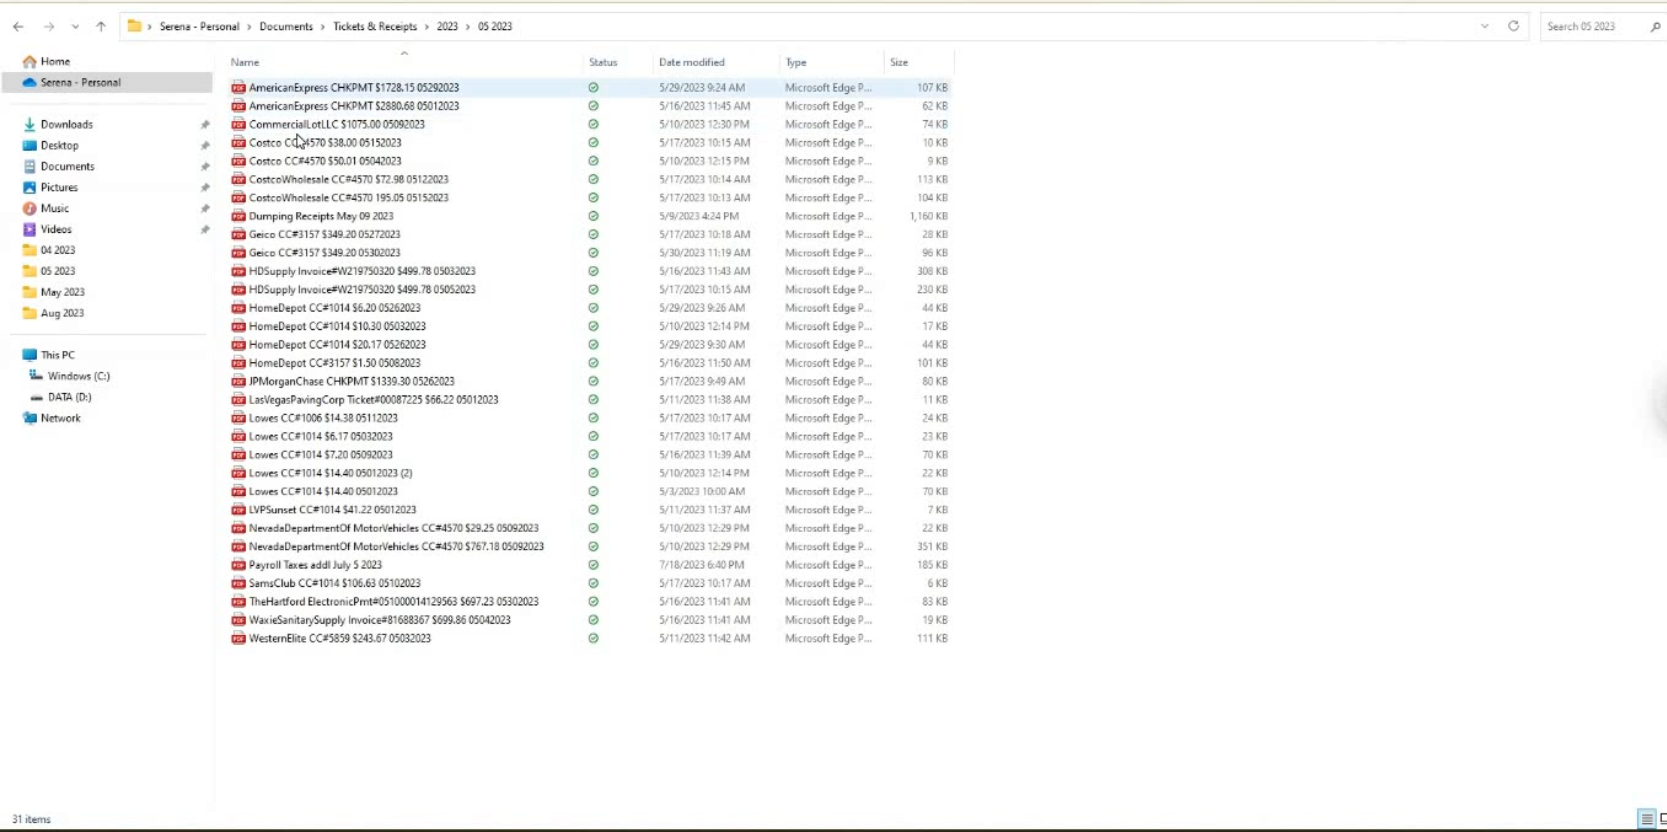 Serena - Personal > Documents > Tickets & Receipts > 2023 > 05 2023
Search 05 2023
Home
Serena - Personal
Downloads
Desktop
Documents
Pictures
Music
Videos
04 2023
05 2023
May 2023
Aug 2023
This PC
Windows (C:)
DATA (D:)
Network
Name Status Date modified Type Size
AmericanExpress CHKPMT $1728.15 05292023 5/29/2023 9:24 AM Microsoft Edge P... 107 KB
AmericanExpress CHKPMT $2880.68 05012023 5/16/2023 11:45 AM Microsoft Edge P... 62 KB
CommercialLotLLC $1075.00 05092023 5/10/2023 12:30 PM Microsoft Edge P... 74 KB
Costco CC#4570 $38.00 05152023 5/17/2023 10:15 AM Microsoft Edge P... 10 KB
Costco CC#4570 $50.01 05042023 5/10/2023 12:15 PM Microsoft Edge P... 9 KB
CostcoWholesale CC#4570 $72.98 05122023 5/17/2023 10:14 AM Microsoft Edge P... 113 KB
CostcoWholesale CC#4570 195.05 05152023 5/17/2023 10:13 AM Microsoft Edge P... 104 KB
Dumping Receipts May 09 2023 5/9/2023 4:24 PM Microsoft Edge P... 1,160 KB
Geico CC#3157 $349.20 05272023 5/17/2023 10:18 AM Microsoft Edge P... 28 KB
Geico CC#3157 $349.20 05302023 5/30/2023 11:19 AM Microsoft Edge P... 96 KB
HDSupply Invoice#W219750320 $499.78 05032023 5/16/2023 11:43 AM Microsoft Edge P... 308 KB
HDSupply Invoice#W219750320 $499.78 05052023 5/17/2023 10:15 AM Microsoft Edge P... 230 KB
HomeDepot CC#1014 $6.20 05262023 5/29/2023 9:26 AM Microsoft Edge P... 44 KB
HomeDepot CC#1014 $10.30 05032023 5/10/2023 12:14 PM Microsoft Edge P... 17 KB
HomeDepot CC#1014 $20.17 05262023 5/29/2023 9:30 AM Microsoft Edge P... 44 KB
HomeDepot CC#3157 $1.50 05082023 5/16/2023 11:50 AM Microsoft Edge P... 101 KB
JPMorganChase CHKPMT $1339.30 05262023 5/17/2023 9:49 AM Microsoft Edge P... 80 KB
LasVegasPavingCorp Ticket#00087225 $66.22 05012023 5/11/2023 11:38 AM Microsoft Edge P... 11 KB
Lowes CC#1006 $14.38 05112023 5/17/2023 10:17 AM Microsoft Edge P... 24 KB
Lowes CC#1014 $6.17 05032023 5/17/2023 10:17 AM Microsoft Edge P... 23 KB
Lowes CC#1014 $7.20 05092023 5/16/2023 11:39 AM Microsoft Edge P... 70 KB
Lowes CC#1014 $14.40 05012023 (2) 5/10/2023 12:14 PM Microsoft Edge P... 22 KB
Lowes CC#1014 $14.40 05012023 5/3/2023 10:00 AM Microsoft Edge P... 70 KB
LVPSunset CC#1014 $41.22 05012023 5/11/2023 11:37 AM Microsoft Edge P... 7 KB
NevadaDepartmentOf MotorVehicles CC#4570 $29.25 05092023 5/10/2023 12:29 PM Microsoft Edge P... 22 KB
NevadaDepartmentOf MotorVehicles CC#4570 $767.18 05092023 5/10/2023 12:29 PM Microsoft Edge P... 351 KB
Payroll Taxes addl July 5 2023 7/18/2023 6:40 PM Microsoft Edge P... 185 KB
SamsClub CC#1014 $106.63 05102023 5/17/2023 10:17 AM Microsoft Edge P... 6 KB
TheHartford ElectronicPmt#051000014129563 $697.23 05302023 5/16/2023 11:41 AM Microsoft Edge P... 83 KB
WaxieSanitarySupply Invoice#81688367 $699.86 05042023 5/16/2023 11:41 AM Microsoft Edge P... 19 KB
WesternElite CC#5859 $243.67 05032023 5/11/2023 11:42 AM Microsoft Edge P... 111 KB
31 items